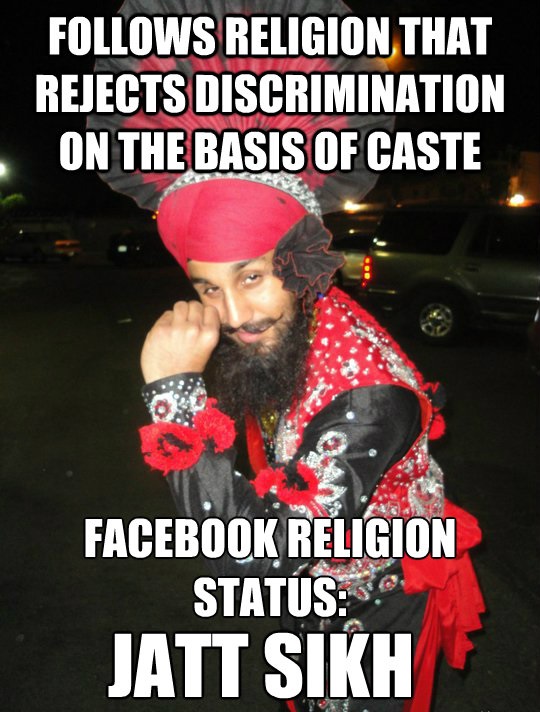 FOLLOWS RELIGION THAT
REJECTS DISCRIMINATION
ON THE BASIS OF CASTE
FACEBOOK RELIGION
STATUS:
JATT SIKH